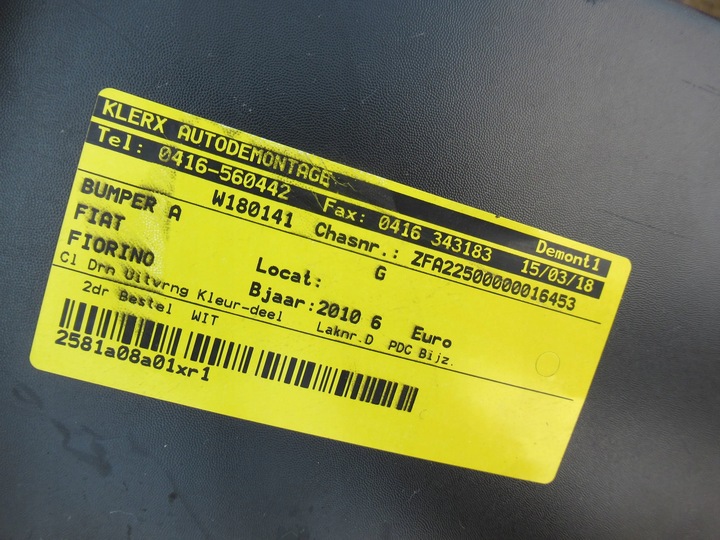 KLERX AUTODEMONTAGE Demontl
Tel: 0416-560442 Fax: 0416 343183 15/03/18
BUMPER A W180141 Chasnr.: ZFA22500000016453
FIAT G
FIORINO Locat:
Bjaar:2010 6 Euro
Cl Drn Uitvrng Kleur-deel Laknr.D PDC Bijz.
2dr Bestel WIT
2581a08a01xr1